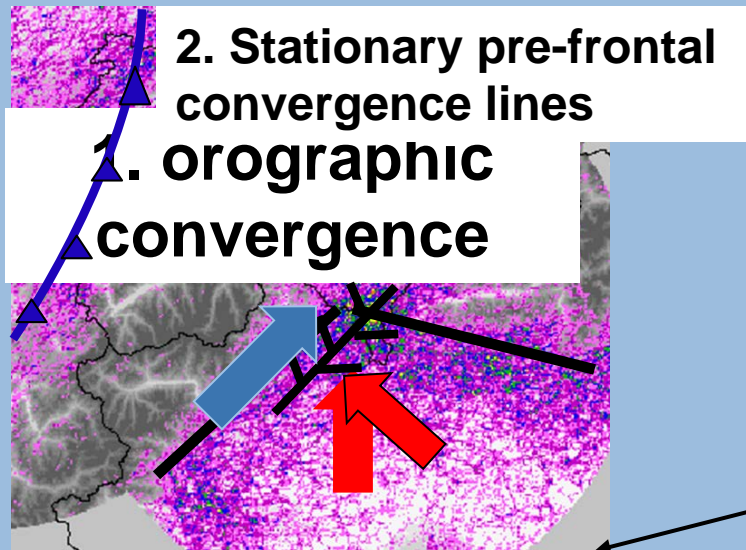 2. Stationary pre-frontal
convergence lines
1. orographic
convergence